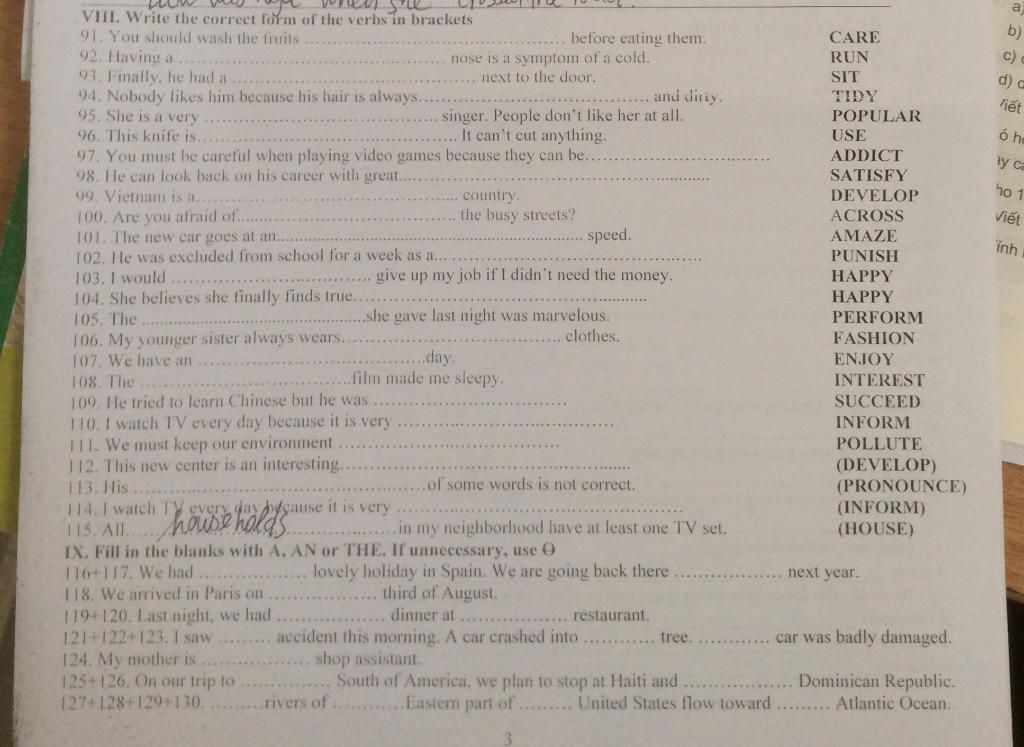 when she crossed the
VIII. Write the correct form of the verbs in brackets
91. You should wash the fruits ........................ before eating them. CARE
92. Having a ........................ nose is a symptom of a cold. RUN
93. Finally, he had a ........................ next to the door. SIT
94. Nobody likes him because his hair is always........................ and dirty. TIDY
95. She is a very ........................ singer. People don't like her at all. POPULAR
96. This knife is........................ It can't cut anything. USE
97. You must be careful when playing video games because they can be........................ ADDICT
98. He can look back on his career with great........................ SATISFY
99. Vietnam is a........................ country. DEVELOP
100. Are you afraid of........................ the busy streets? ACROSS
101. The new car goes at an........................ speed. AMAZE
102. He was excluded from school for a week as a........................ PUNISH
103. I would ........................ give up my job if I didn't need the money. HAPPY
104. She believes she finally finds true........................ HAPPY
105. The ........................she gave last night was marvelous. PERFORM
106. My younger sister always wears........................ clothes. FASHION
107. We have an ........................day. ENJOY
108. The ........................film made me sleepy. INTEREST
109. He tried to learn Chinese but he was ........................ SUCCEED
110. I watch TV every day because it is very ........................ INFORM
111. We must keep our environment ........................ POLLUTE
112. This new center is an interesting........................ (DEVELOP)
113. His ........................of some words is not correct. (PRONOUNCE)
114. I watch TV every day because it is very ........................ (INFORM)
115. All......households..........in my neighborhood have at least one TV set. (HOUSE)
IX. Fill in the blanks with A, AN or THE. If unnecessary, use Ө
116+117. We had .................. lovely holiday in Spain. We are going back there .................. next year.
118. We arrived in Paris on .................. third of August.
119+120. Last night, we had .................. dinner at .................. restaurant.
121+122+123. I saw ......... accident this morning. A car crashed into ............ tree. ............ car was badly damaged.
124. My mother is .................. shop assistant.
125+126. On our trip to ............... South of America, we plan to stop at Haiti and .................. Dominican Republic.
127+128+129+130. ..........rivers of ............Eastern part of ......... United States flow toward ......... Atlantic Ocean.
3
a)
b)
c)
d)
ho 1
Viết